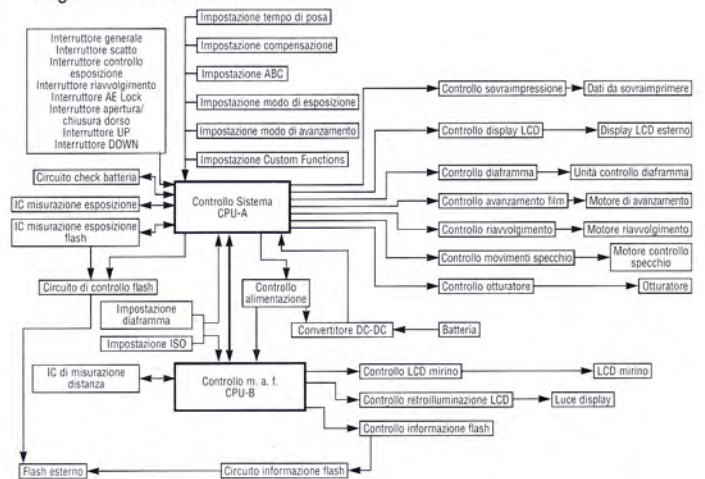 Interruttore generale
Interruttore scatto
Interruttore controllo
esposizione
Interruttore riavvolgimento
Interruttore AE Lock
Interruttore apertura/
chiusura dorso
Interruttore UP
Interruttore DOWN
Impostazione tempo di posa
Impostazione compensazione
Impostazione ABC
Impostazione modo di esposizione
Impostazione modo di avanzamento
Impostazione Custom Functions
Circuito check batteria
IC misurazione esposizione
IC misurazione esposizione
flash
Controllo Sistema
CPU-A
Controllo sovraimpressione
Dati da sovraimprimere
Controllo display LCD
Display LCD esterno
Controllo diaframma
Unità controllo diaframma
Controllo avanzamento film
Motore di avanzamento
Controllo riavvolgimento
Motore riavvolgimento
Controllo movimenti specchio
Motore controllo
specchio
Controllo otturatore
Otturatore
Circuito di controllo flash
Impostazione
diaframma
Impostazione ISO
Controllo
alimentazione
Convertitore DC-DC
Batteria
IC di misurazione
distanza
Controllo m. a. f.
CPU-B
Controllo LCD mirino
LCD mirino
Controllo retroilluminazione LCD
Luce display
Controllo informazione flash
Flash esterno
Circuito informazione flash